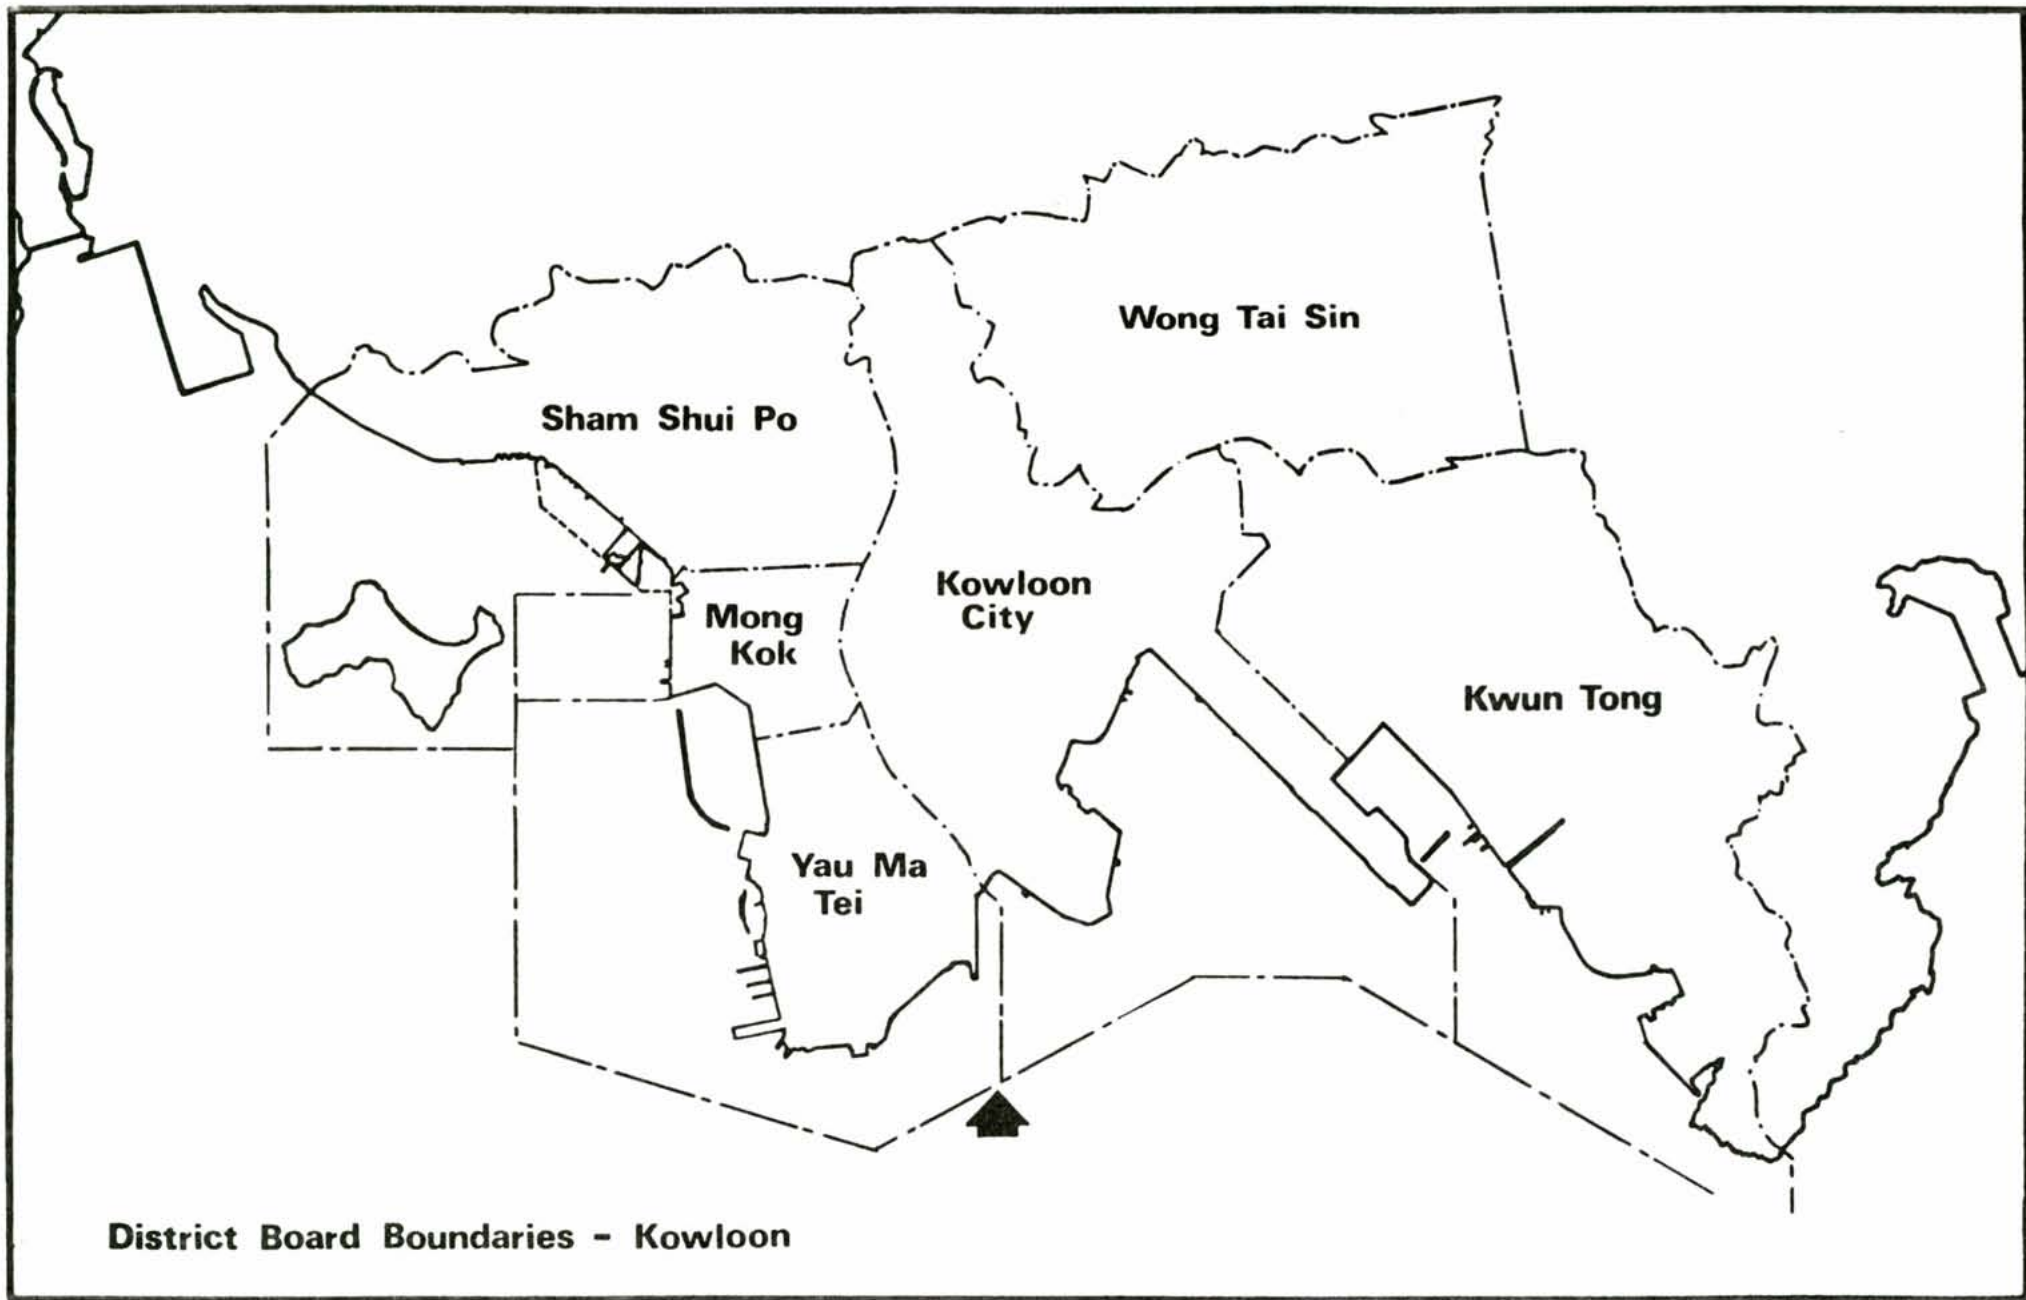 Wong Tai Sin
Sham Shui Po
Kowloon
City
Mong
Kok
Kwun Tong
Yau Ma
Tei
District Board Boundaries - Kowloon